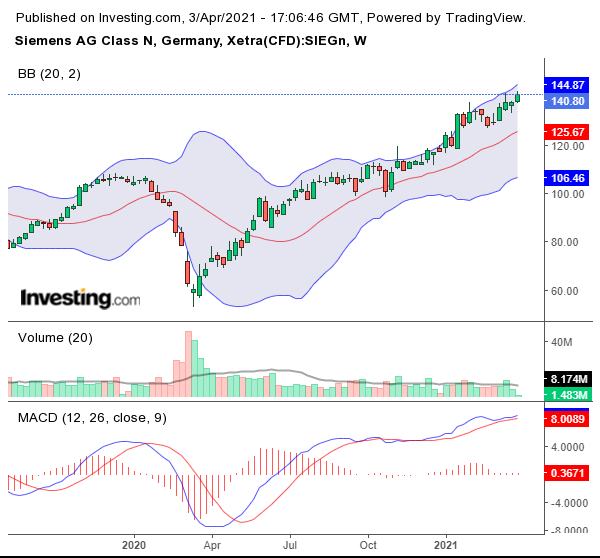 Published on Investing.com, 3/Apr/2021 - 17:06:46 GMT, Powered by TradingView.
Siemens AG Class N, Germany, Xetra(CFD):SIEGn, W
BB (20, 2)
144.87
140.80
125.67
120.00
106.46
100.00
80.00
60.00
Investing.com
Volume (20)
40M
8.174M
1.483M
MACD (12, 26, close, 9)
8.0089
4.0000
0.3671
-4.0000
-8.0000
2020 Apr Jul Oct 2021